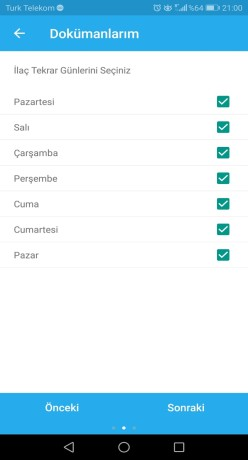 Turk Telekom %64 21:00
Dokümanlarım
İlaç Tekrar Günlerini Seçiniz
Pazartesi
Salı
Çarşamba
Perşembe
Cuma
Cumartesi
Pazar
Önceki Sonraki